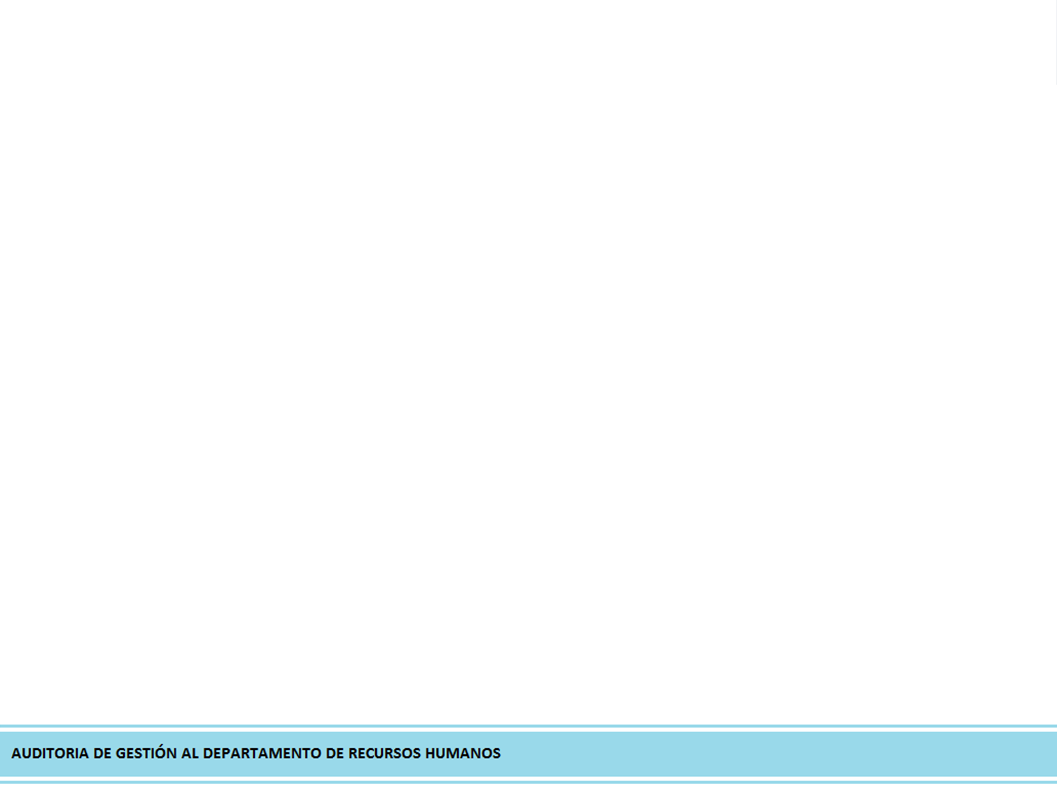 AUDITORIA DE GESTIÓN AL DEPARTAMENTO DE RECURSOS HUMANOS